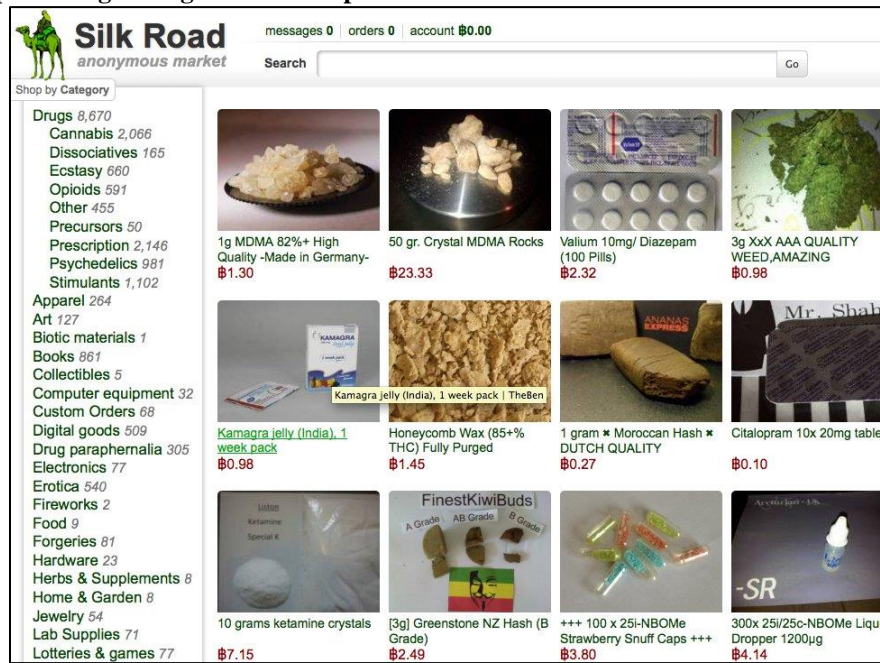 Silk Road
anonymous market
messages 0 | orders 0 | account ฿0.00
Search
Go
Shop by Category
Drugs 8,670
Cannabis 2,066
Dissociatives 165
Ecstasy 660
Opioids 591
Other 455
Precursors 50
Prescription 2,146
Psychedelics 981
Stimulants 1,102
Apparel 264
Art 127
Biotic materials 1
Books 861
Collectibles 5
Computer equipment 32
Custom Orders 68
Digital goods 509
Drug paraphernalia 305
Electronics 77
Erotica 540
Fireworks 2
Food 9
Forgeries 81
Hardware 23
Herbs & Supplements 8
Home & Garden 8
Jewelry 54
Lab Supplies 71
Lotteries & games 77
1g MDMA 82%+ High
Quality -Made in Germany-
฿1.30
50 gr. Crystal MDMA Rocks
฿23.33
Valium 10mg/ Diazepam
(100 Pills)
฿2.32
3g XxX AAA QUALITY
WEED,AMAZING
฿0.98
KAMAGRA
1 week pack
Kamagra jelly (India), 1 week pack | TheBen
Kamagra jelly (India), 1
week pack
฿0.98
Honeycomb Wax (85+%
THC) Fully Purged
฿1.45
ANANAS
EXPRESS
1 gram ✖ Moroccan Hash ✖
DUTCH QUALITY
฿0.27
Mr. Shab
Citalopram 10x 20mg table
฿0.10
Liston
Ketamine
Special K
10 grams ketamine crystals
฿7.15
FinestKiwiBuds
A Grade
AB Grade
B Grade
[3g] Greenstone NZ Hash (B
Grade)
฿2.49
+++ 100 x 25i-NBOMe
Strawberry Snuff Caps +++
฿3.80
-SR
300x 25i/25c-NBOMe Liqu
Dropper 1200µg
฿4.14